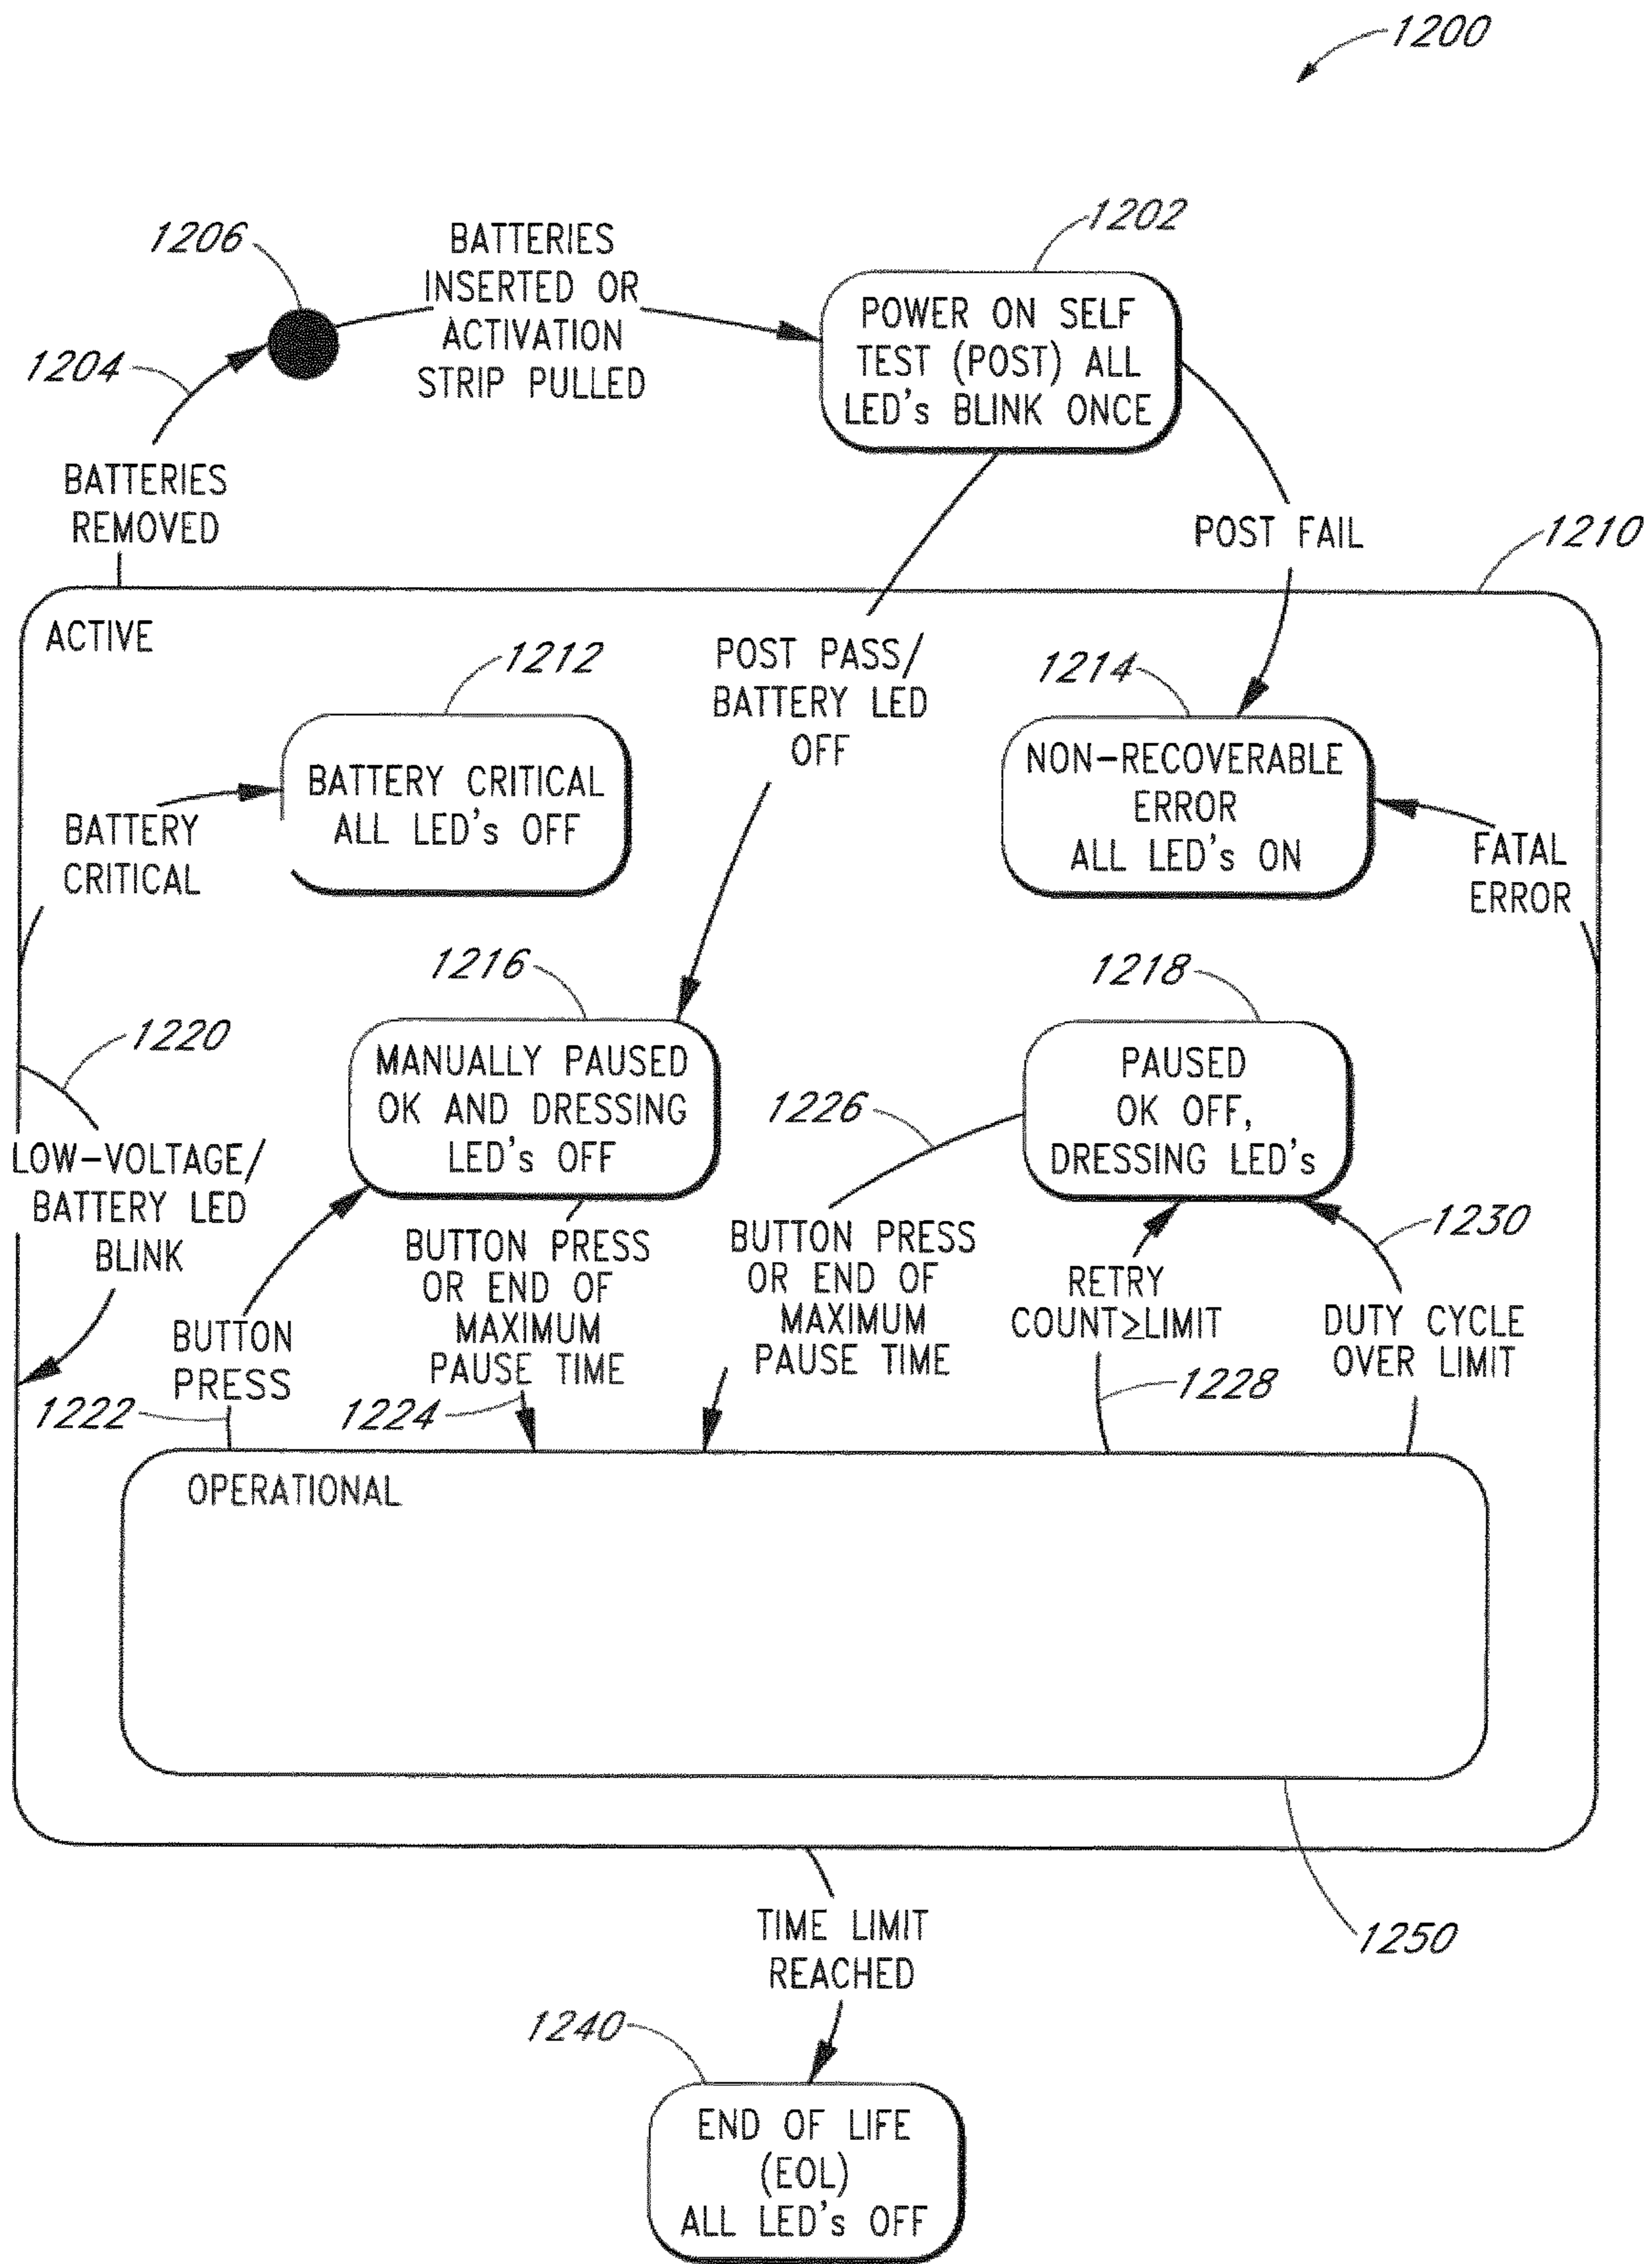 1200
1206
BATTERIES
INSERTED OR
ACTIVATION
STRIP PULLED
1202
POWER ON SELF
TEST (POST) ALL
LED's BLINK ONCE
1204
BATTERIES
REMOVED
POST FAIL
1210
ACTIVE
1212
POST PASS/
BATTERY LED
OFF
1214
BATTERY CRITICAL
ALL LED's OFF
NON-RECOVERABLE
ERROR
ALL LED's ON
BATTERY
CRITICAL
FATAL
ERROR
1216
1218
1220
MANUALLY PAUSED
OK AND DRESSING
LED's OFF
1226
PAUSED
OK OFF,
DRESSING LED's
LOW-VOLTAGE/
BATTERY LED
BLINK
BUTTON
PRESS
1222
BUTTON PRESS
OR END OF
MAXIMUM
PAUSE TIME
1224
BUTTON PRESS
OR END OF
MAXIMUM
PAUSE TIME
RETRY
COUNT≥LIMIT
1228
1230
DUTY CYCLE
OVER LIMIT
OPERATIONAL
1250
TIME LIMIT
REACHED
1240
END OF LIFE
(EOL)
ALL LED's OFF